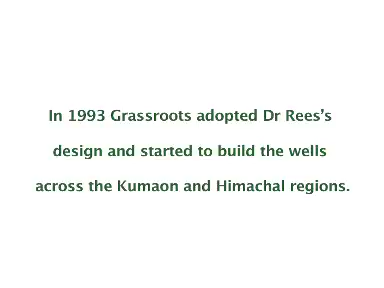 In 1993 Grassroots adopted Dr Rees’s
design and started to build the wells
across the Kumaon and Himachal regions.